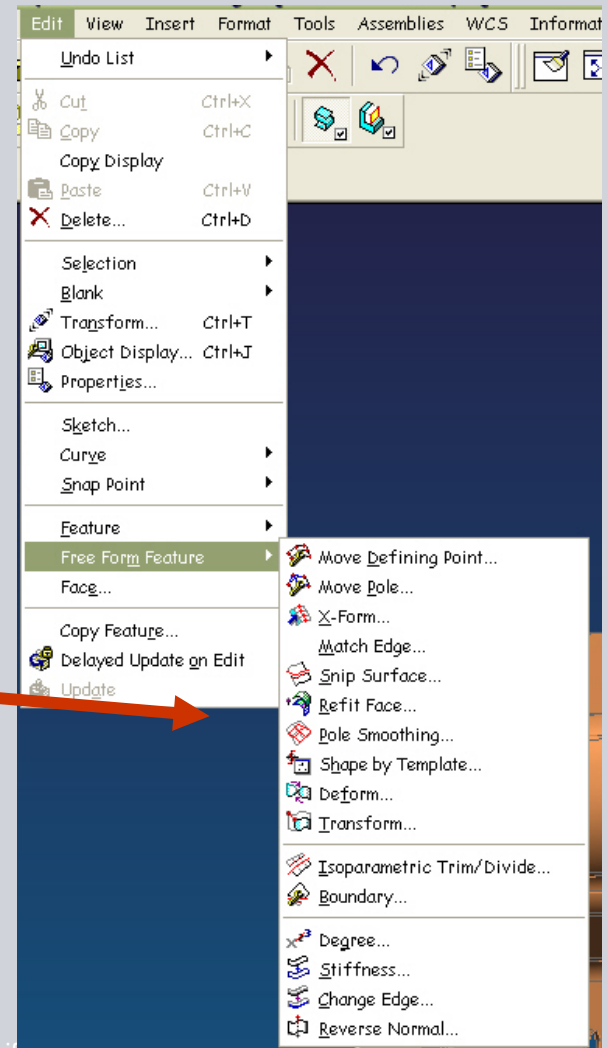 Edit View Insert Format Tools Assemblies WCS Informat
Undo List
Cut Ctrl+X
Copy Ctrl+C
Copy Display
Paste Ctrl+V
Delete... Ctrl+D
Selection
Blank
Transform... Ctrl+T
Object Display... Ctrl+J
Properties...
Sketch...
Curve
Snap Point
Feature
Free Form Feature
Face...
Copy Feature...
Delayed Update on Edit
Update
Move Defining Point...
Move Pole...
X-Form...
Match Edge...
Snip Surface...
Refit Face...
Pole Smoothing...
Shape by Template...
Deform...
Transform...
Isoparametric Trim/Divide...
Boundary...
Degree...
Stiffness...
Change Edge...
Reverse Normal...